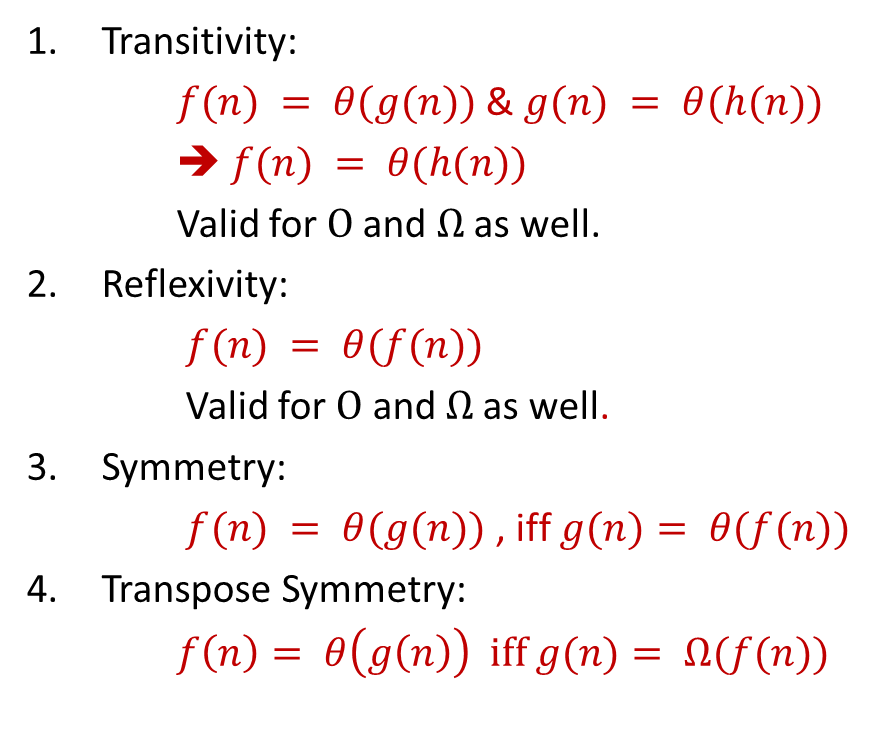 1. Transitivity:
f(n) = θ(g(n)) & g(n) = θ(h(n))
➔ f(n) = θ(h(n))
Valid for O and Ω as well.
2. Reflexivity:
f(n) = θ(f(n))
Valid for O and Ω as well.
3. Symmetry:
f(n) = θ(g(n)) , iff g(n) = θ(f(n))
4. Transpose Symmetry:
f(n) = θ(g(n)) iff g(n) = Ω(f(n))